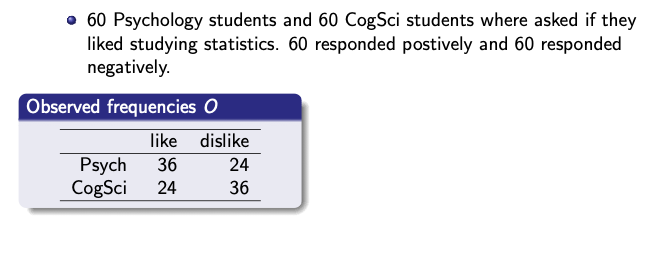 60 Psychology students and 60 CogSci students where asked if they
liked studying statistics. 60 responded postively and 60 responded
negatively.
Observed frequencies O
like dislike
Psych 36 24
CogSci 24 36